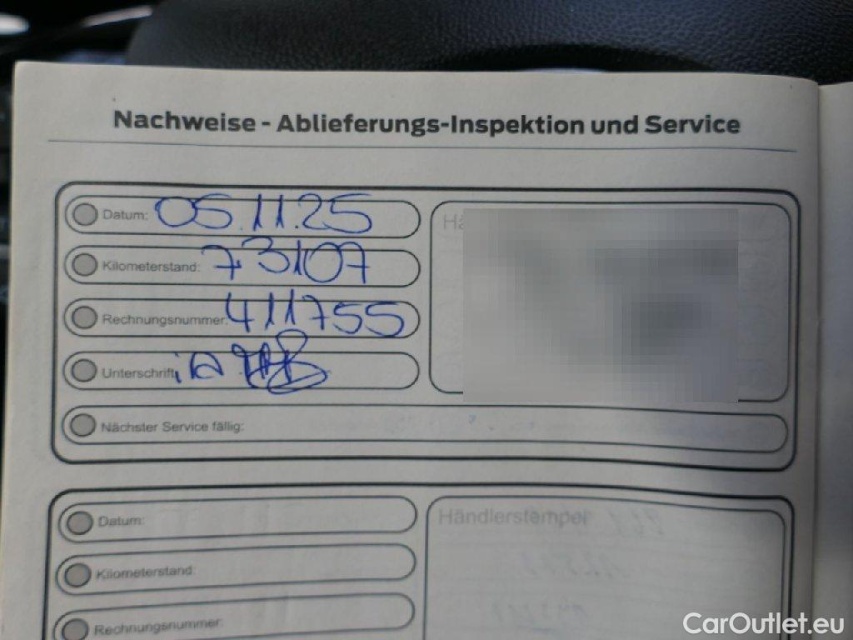 Nachweise - Ablieferungs-Inspektion und Service
Datum: 05.11.25
Kilometerstand: 73107
Rechnungsnummer: 411755
Unterschrift: i.A.
Nächster Service fällig:
Datum:
Händlerstempel
Kilometerstand:
Rechnungsnummer:
CarOutlet.eu